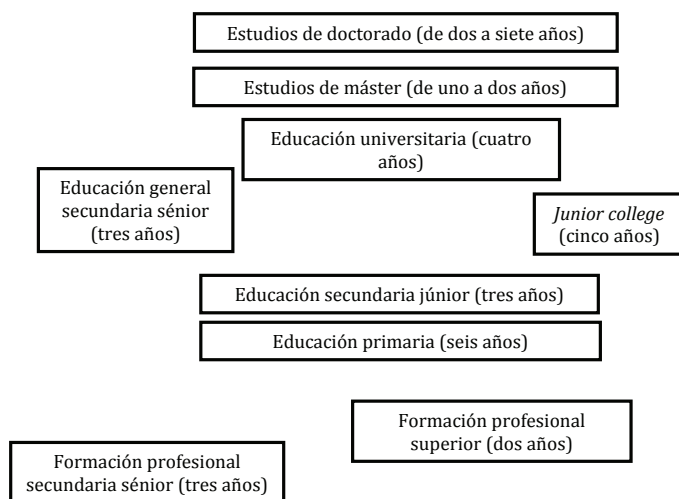 Estudios de doctorado (de dos a siete años)
Estudios de máster (de uno a dos años)
Educación universitaria (cuatro
años)
Educación general
secundaria sénior
(tres años)
Junior college
(cinco años)
Educación secundaria júnior (tres años)
Educación primaria (seis años)
Formación profesional
superior (dos años)
Formación profesional
secundaria sénior (tres años)